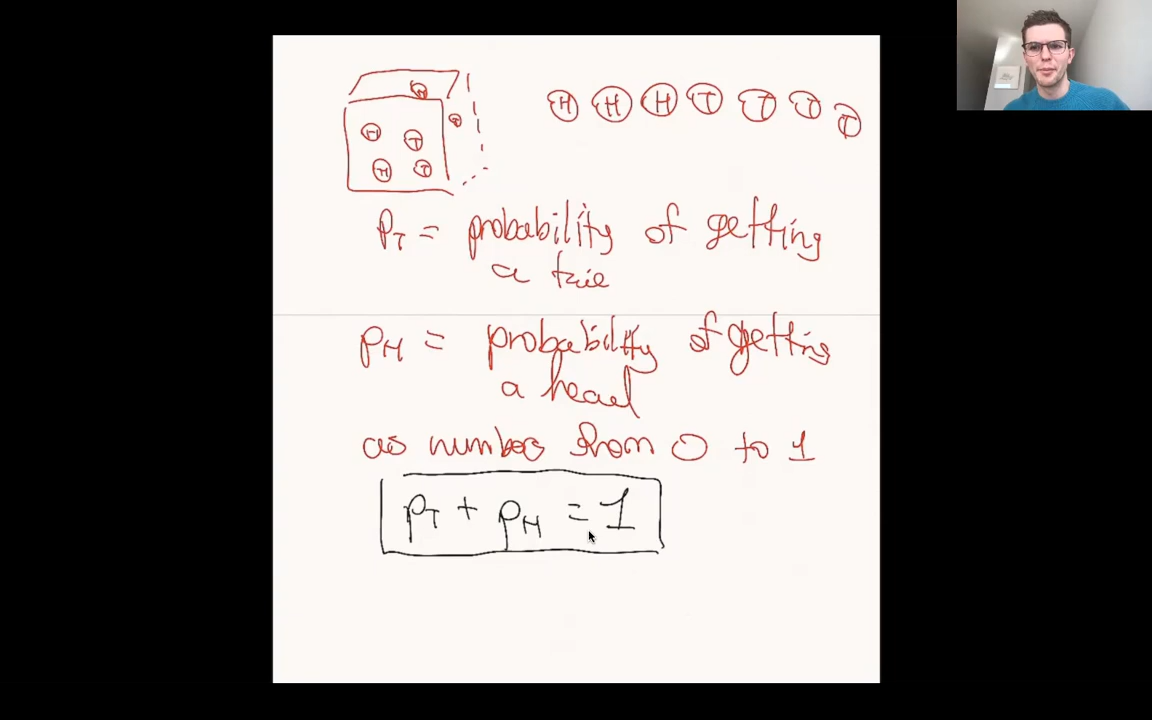 H
H H H T T T T
T
H T
H T
P_T = probability of getting
a tail
P_H = probability of getting
a head
as numbers from 0 to 1
P_T + P_H = 1